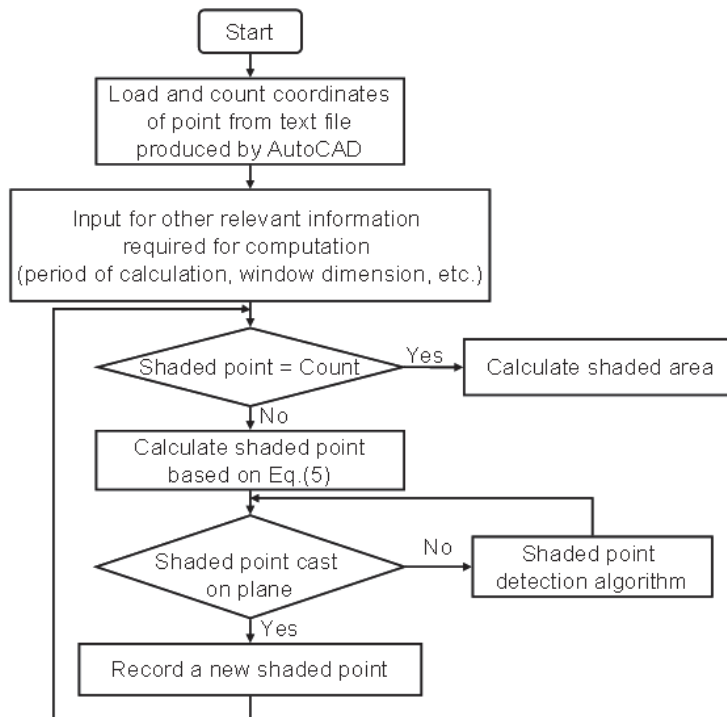 Start
Load and count coordinates
of point from text file
produced by AutoCAD
Input for other relevant information
required for computation
(period of calculation, window dimension, etc.)
Shaded point = Count
Yes
Calculate shaded area
No
Calculate shaded point
based on Eq.(5)
Shaded point cast
on plane
No
Shaded point
detection algorithm
Yes
Record a new shaded point